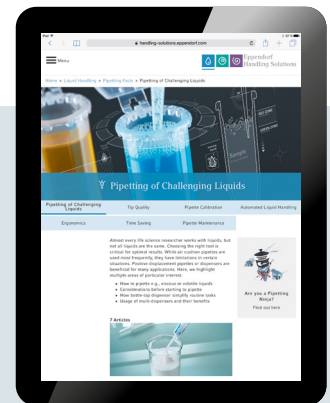 handling-solutions.eppendorf.com
Menu
Eppendorf
Handling Solutions
Home » Liquid Handling » Pipetting Facts » Pipetting of Challenging Liquids
Sample
Pipetting of Challenging Liquids
Pipetting of Challenging
Liquids
Tip Quality
Pipette Calibration
Automated Liquid Handling
Ergonomics
Time Saving
Pipette Maintenance
Almost every life science researcher works with liquids, but
not all liquids are the same. Choosing the right tool is
critical for optimal results. While air cushion pipettes are
used most frequently, they have limitations in certain
situations. Positive displacement pipettes or dispensers are
beneficial for many applications. Here, we highlight
multiple areas of particular interest:
• How to pipette e.g., viscous or volatile liquids
• Considerations before starting to pipette
• How bottle-top dispenser simplify routine tasks
• Usage of multi-dispensers and their benefits
Are you a Pipetting
Ninja?
Find out here
7 Articles